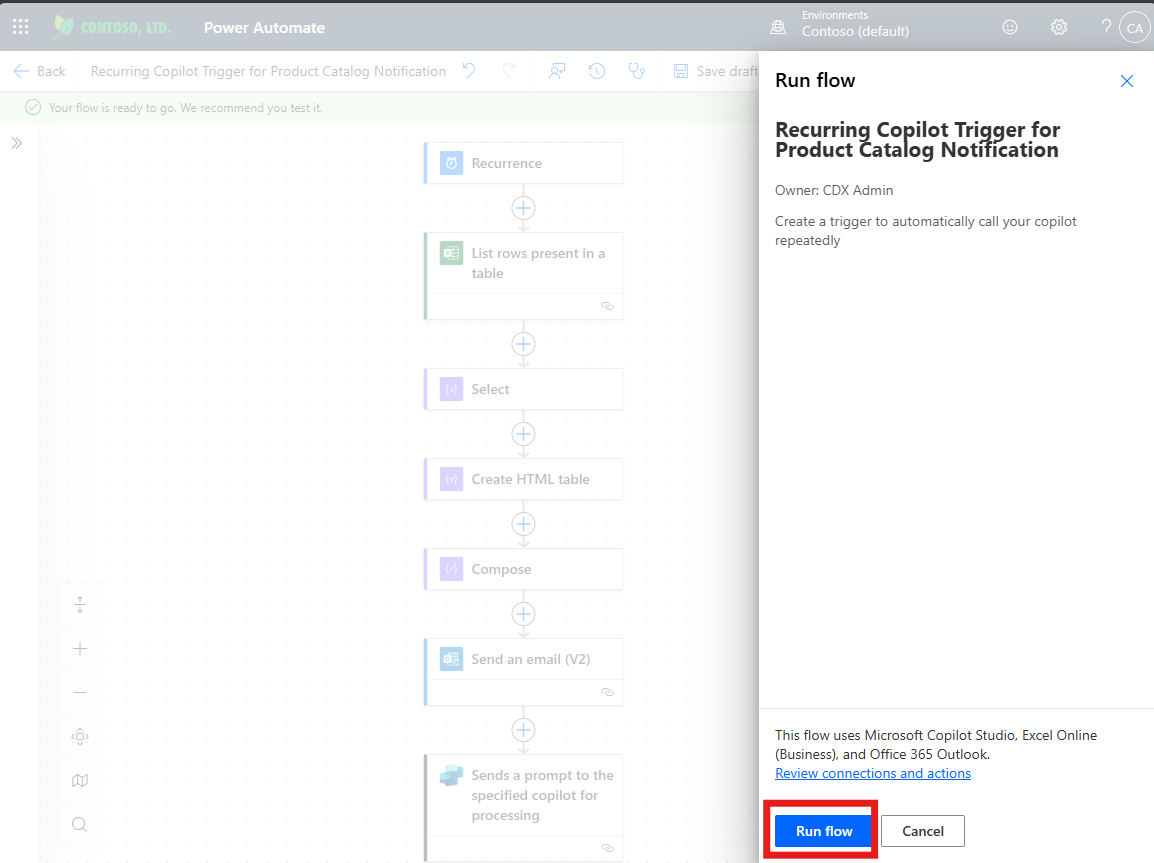 CONTOSO, LTD.
Power Automate
Environments
Contoso (default)
?
CA
Back
Recurring Copilot Trigger for Product Catalog Notification
Save draft
Your flow is ready to go. We recommend you test it.
Recurrence
List rows present in a
table
Select
Create HTML table
Compose
Send an email (V2)
Sends a prompt to the
specified copilot for
processing
Run flow
Recurring Copilot Trigger for
Product Catalog Notification
Owner: CDX Admin
Create a trigger to automatically call your copilot
repeatedly
This flow uses Microsoft Copilot Studio, Excel Online
(Business), and Office 365 Outlook.
Review connections and actions
Run flow
Cancel